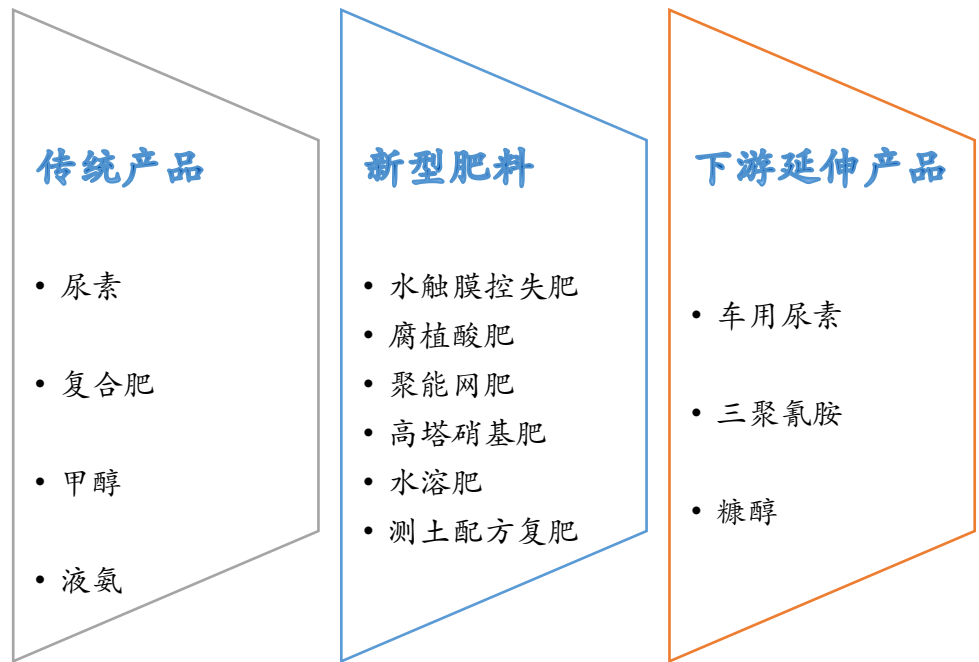 传统产品
• 尿素
• 复合肥
• 甲醇
• 液氨
新型肥料
• 水触膜控失肥
• 腐植酸肥
• 聚能网肥
• 高塔硝基肥
• 水溶肥
• 测土配方复肥
下游延伸产品
• 车用尿素
• 三聚氰胺
• 糠醇